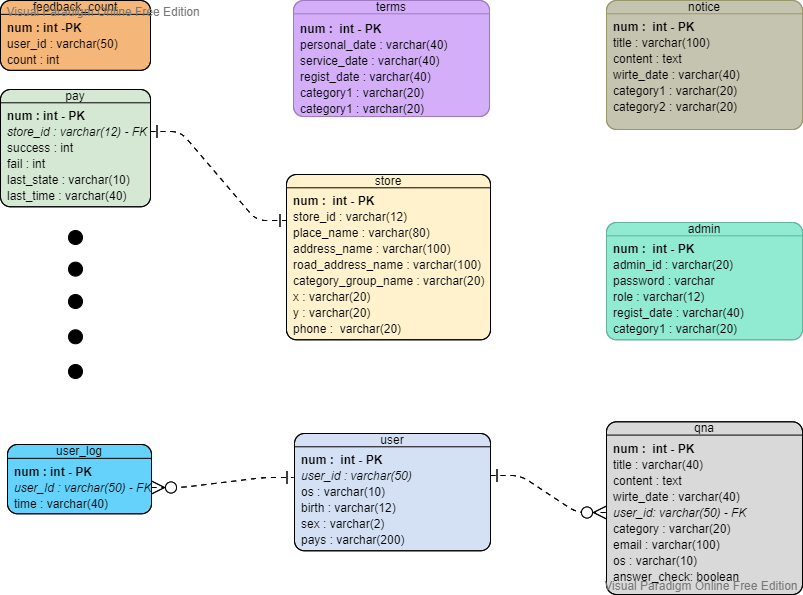 feedback_count
Visual Paradigm Online Free Edition
num : int -PK
user_id : varchar(50)
count : int
terms
num :  int - PK
personal_date : varchar(40)
service_date : varchar(40)
regist_date : varchar(40)
category1 : varchar(20)
category1 : varchar(20)
notice
num :  int - PK
title : varchar(100)
content : text
wirte_date : varchar(40)
category1 : varchar(20)
category2 : varchar(20)
pay
num : int - PK
store_id : varchar(12) - FK
success : int
fail : int
last_state : varchar(10)
last_time : varchar(40)
store
num :  int - PK
store_id : varchar(12)
place_name : varchar(80)
address_name : varchar(100)
road_address_name : varchar(100)
category_group_name : varchar(20)
x : varchar(20)
y : varchar(20)
phone :  varchar(20)
admin
num :  int - PK
admin_id : varchar(20)
password : varchar
role : varchar(12)
regist_date : varchar(40)
category1 : varchar(20)
user_log
num : int - PK
user_Id : varchar(50) - FK
time : varchar(40)
user
num :  int - PK
user_id : varchar(50)
os : varchar(10)
birth : varchar(12)
sex : varchar(2)
pays : varchar(200)
qna
num :  int - PK
title : varchar(40)
content : text
wirte_date : varchar(40)
user_id: varchar(50) - FK
category : varchar(20)
email : varchar(100)
os : varchar(10)
answer_check: boolean
Visual Paradigm Online Free Edition